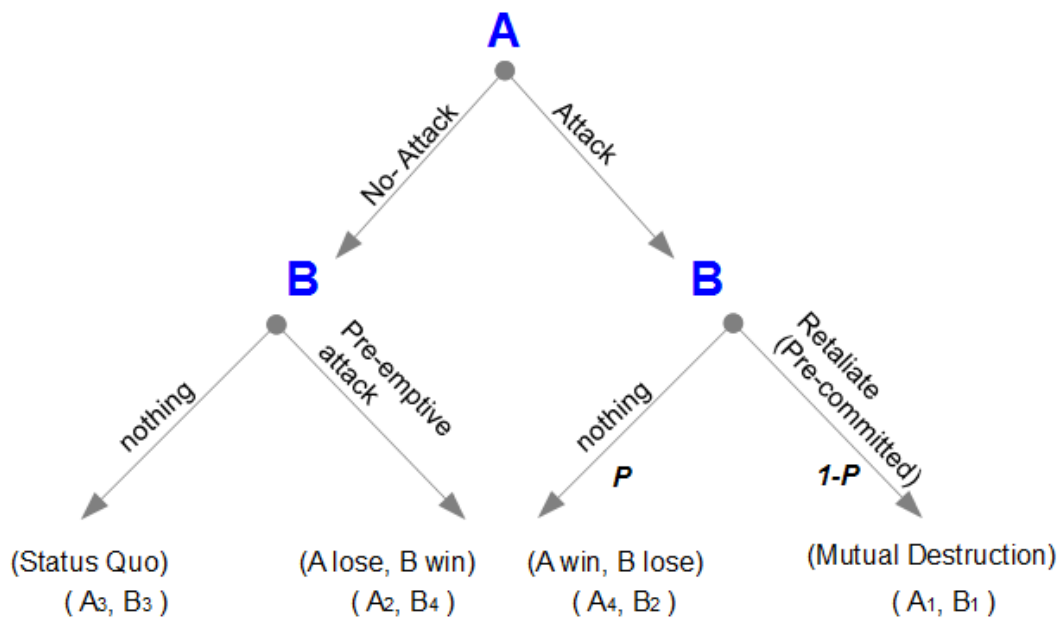 A
No- Attack
Attack
B
B
nothing
Pre-emptive
attack
nothing
Retaliate
(Pre-committed)
P
1-P
(Status Quo)
(A lose, B win)
(A win, B lose)
(Mutual Destruction)
( A3, B3 )
( A2, B4 )
( A4, B2 )
( A1, B1 )